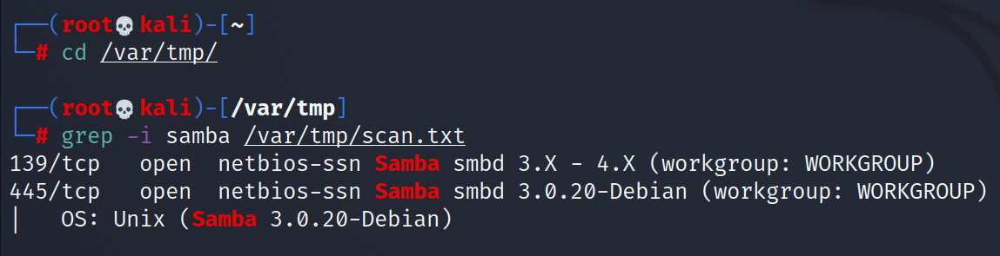 ┌──(root💀kali)-[~]
└─# cd /var/tmp/
┌──(root💀kali)-[/var/tmp]
└─# grep -i samba /var/tmp/scan.txt
139/tcp   open  netbios-ssn Samba smbd 3.X - 4.X (workgroup: WORKGROUP)
445/tcp   open  netbios-ssn Samba smbd 3.0.20-Debian (workgroup: WORKGROUP)
|   OS: Unix (Samba 3.0.20-Debian)